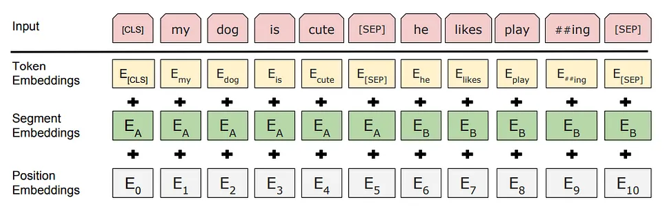 Input [CLS] my dog is cute [SEP] he likes play ##ing [SEP]
Token Embeddings E[CLS] Emy Edog Eis Ecute E[SEP] Ehe Elikes Eplay E##ing E[SEP]
Segment Embeddings EA EA EA EA EA EA EB EB EB EB EB
Position Embeddings E0 E1 E2 E3 E4 E5 E6 E7 E8 E9 E10